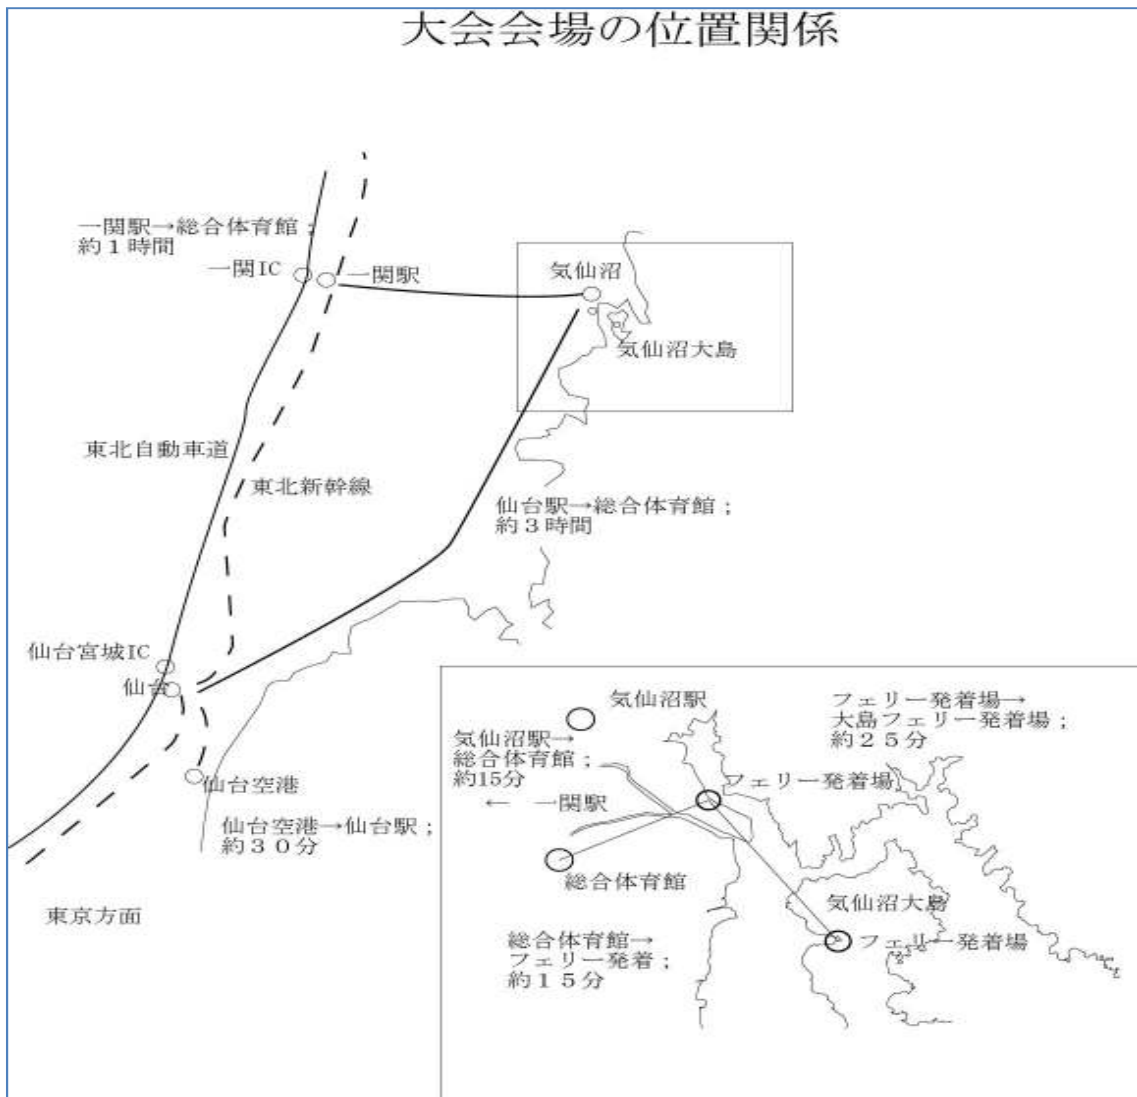 大会会場の位置関係
一関駅→総合体育館；
約１時間
一関IC
一関駅
気仙沼
気仙沼大島
東北自動車道
東北新幹線
仙台駅→総合体育館；
約３時間
仙台宮城IC
仙台
仙台空港
仙台空港→仙台駅；
約３０分
東京方面
気仙沼駅
フェリー発着場→
大島フェリー発着場；
約２５分
気仙沼駅→
総合体育館；
約15分
← 一関駅
フェリー発着場
総合体育館
気仙沼大島
フェリー発着場
総合体育館→
フェリー発着；
約１５分